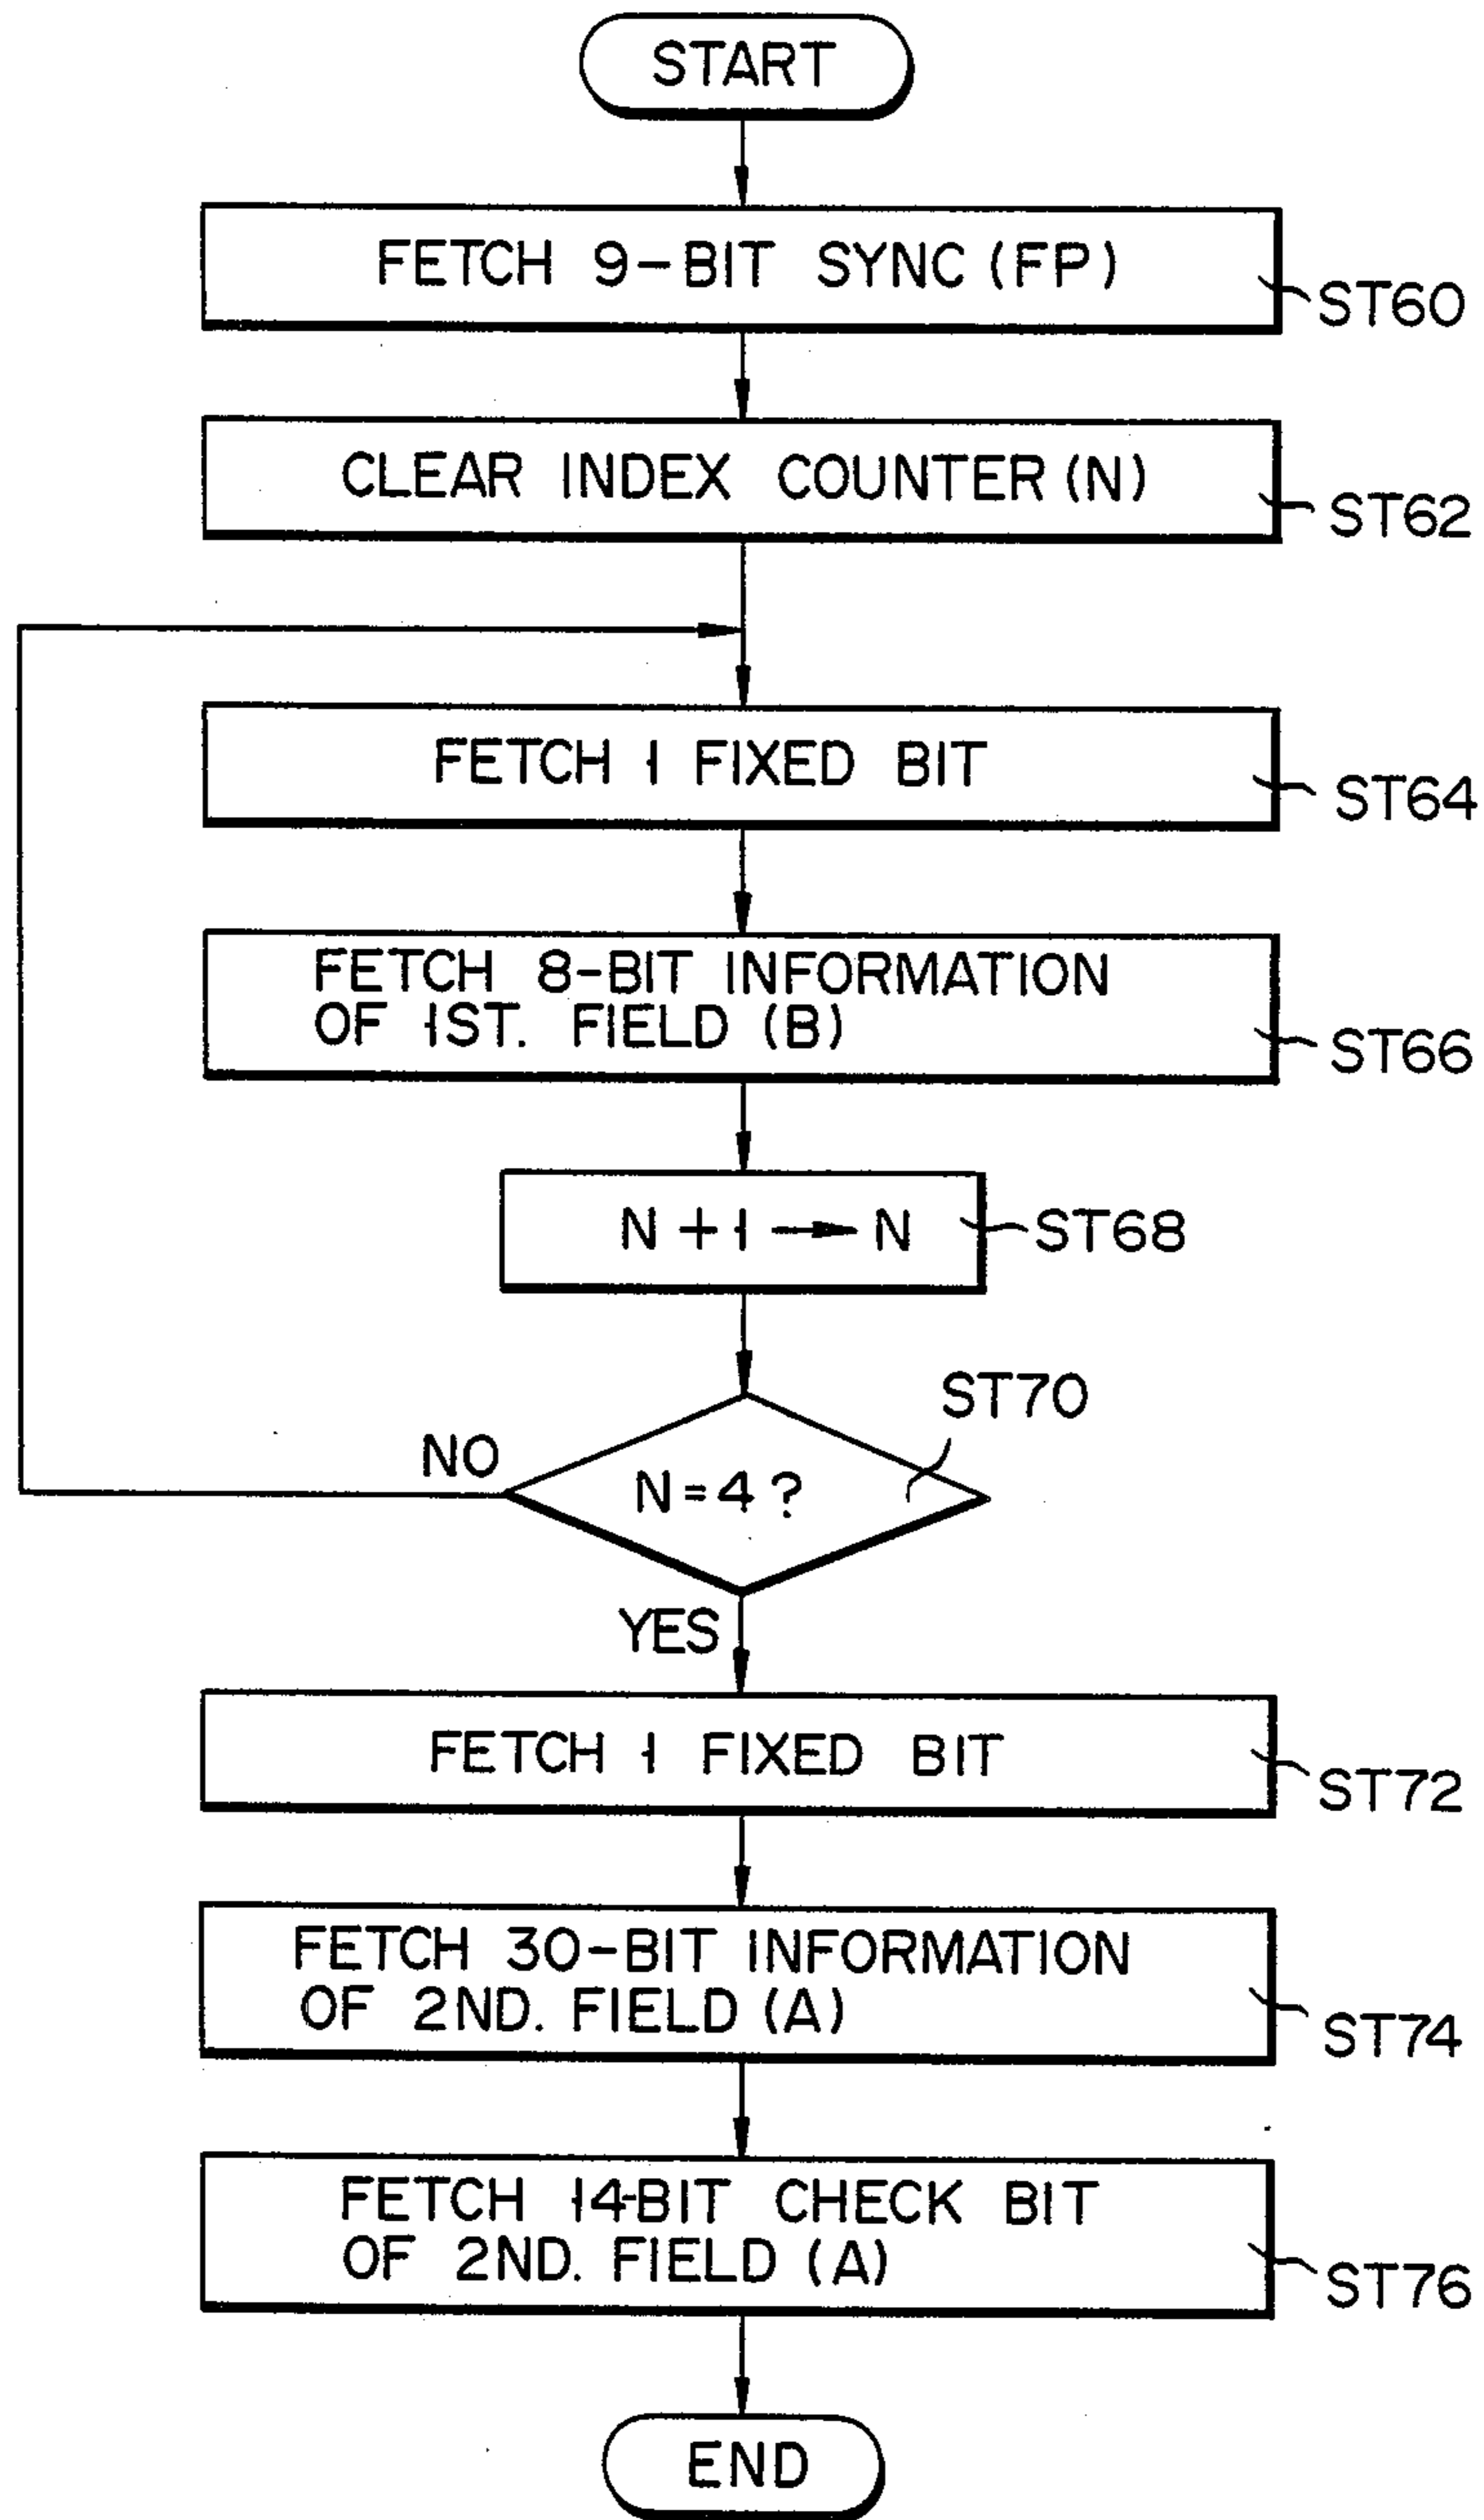 START
FETCH 9-BIT SYNC (FP)
ST60
CLEAR INDEX COUNTER (N)
ST62
FETCH 1 FIXED BIT
ST64
FETCH 8-BIT INFORMATION
OF 1ST. FIELD (B)
ST66
N + 1 → N
ST68
ST70
NO
N=4?
YES
FETCH 1 FIXED BIT
ST72
FETCH 30-BIT INFORMATION
OF 2ND. FIELD (A)
ST74
FETCH 14-BIT CHECK BIT
OF 2ND. FIELD (A)
ST76
END